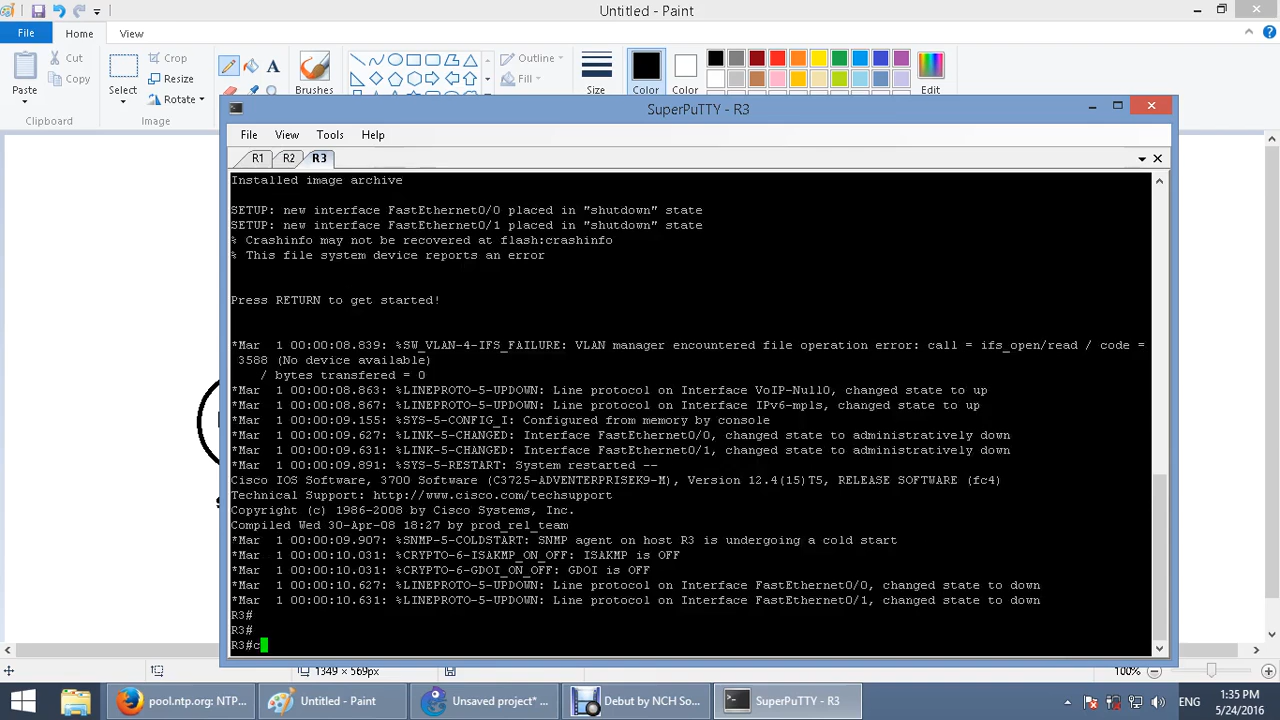 Untitled - Paint
File
Home
View
Paste
Cut
Copy
Clipboard
Select
Crop
Resize
Rotate
Image
Brushes
Outline
Fill
Size
Color
Color
Edit
SuperPuTTY - R3
File
View
Tools
Help
R1
R2
R3
Installed image archive
SETUP: new interface FastEthernet0/0 placed in "shutdown" state
SETUP: new interface FastEthernet0/1 placed in "shutdown" state
% Crashinfo may not be recovered at flash:crashinfo
% This file system device reports an error
Press RETURN to get started!
*Mar  1 00:00:08.839: %SW_VLAN-4-IFS_FAILURE: VLAN manager encountered file operation error: call = ifs_open/read / code =
 3588 (No device available)
    / bytes transfered = 0
*Mar  1 00:00:08.863: %LINEPROTO-5-UPDOWN: Line protocol on Interface VoIP-Null0, changed state to up
*Mar  1 00:00:08.867: %LINEPROTO-5-UPDOWN: Line protocol on Interface IPv6-mpls, changed state to up
*Mar  1 00:00:09.155: %SYS-5-CONFIG_I: Configured from memory by console
*Mar  1 00:00:09.627: %LINK-5-CHANGED: Interface FastEthernet0/0, changed state to administratively down
*Mar  1 00:00:09.631: %LINK-5-CHANGED: Interface FastEthernet0/1, changed state to administratively down
*Mar  1 00:00:09.891: %SYS-5-RESTART: System restarted --
Cisco IOS Software, 3700 Software (C3725-ADVENTERPRISEK9-M), Version 12.4(15)T5, RELEASE SOFTWARE (fc4)
Technical Support: http://www.cisco.com/techsupport
Copyright (c) 1986-2008 by Cisco Systems, Inc.
Compiled Wed 30-Apr-08 18:27 by prod_rel_team
*Mar  1 00:00:09.907: %SNMP-5-COLDSTART: SNMP agent on host R3 is undergoing a cold start
*Mar  1 00:00:10.031: %CRYPTO-6-ISAKMP_ON_OFF: ISAKMP is OFF
*Mar  1 00:00:10.031: %CRYPTO-6-GDOI_ON_OFF: GDOI is OFF
*Mar  1 00:00:10.627: %LINEPROTO-5-UPDOWN: Line protocol on Interface FastEthernet0/0, changed state to down
*Mar  1 00:00:10.631: %LINEPROTO-5-UPDOWN: Line protocol on Interface FastEthernet0/1, changed state to down
R3#
R3#
R3#c
1349 × 569px
100%
pool.ntp.org: NTP...
Untitled - Paint
Unsaved project*...
Debut by NCH So...
SuperPuTTY - R3
ENG
1:35 PM
5/24/2016